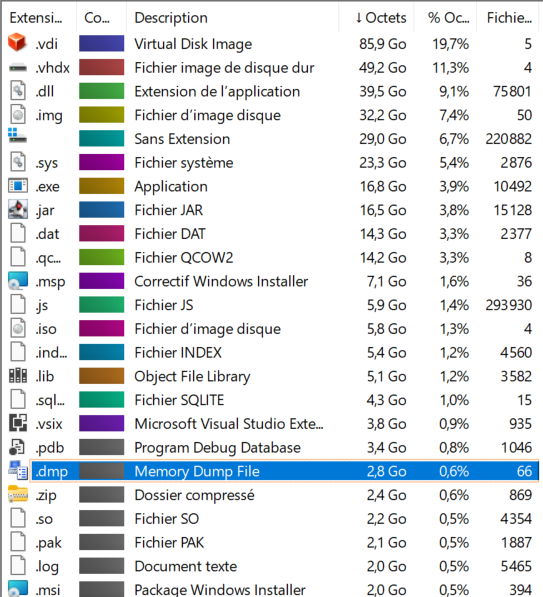 Extensi... Co... Description ↓ Octets % Oc... Fichie...
.vdi Virtual Disk Image 85,9 Go 19,7% 5
.vhdx Fichier image de disque dur 49,2 Go 11,3% 4
.dll Extension de l’application 39,5 Go 9,1% 75801
.img Fichier d’image disque 32,2 Go 7,4% 50
Sans Extension 29,0 Go 6,7% 220882
.sys Fichier système 23,3 Go 5,4% 2876
.exe Application 16,8 Go 3,9% 10492
.jar Fichier JAR 16,5 Go 3,8% 15128
.dat Fichier DAT 14,3 Go 3,3% 2377
.qc... Fichier QCOW2 14,2 Go 3,3% 8
.msp Correctif Windows Installer 7,1 Go 1,6% 36
.js Fichier JS 5,9 Go 1,4% 293930
.iso Fichier d’image disque 5,8 Go 1,3% 4
.ind... Fichier INDEX 5,4 Go 1,2% 4560
.lib Object File Library 5,1 Go 1,2% 3582
.sql... Fichier SQLITE 4,3 Go 1,0% 15
.vsix Microsoft Visual Studio Exte... 3,8 Go 0,9% 935
.pdb Program Debug Database 3,4 Go 0,8% 1046
.dmp Memory Dump File 2,8 Go 0,6% 66
.zip Dossier compressé 2,4 Go 0,6% 869
.so Fichier SO 2,2 Go 0,5% 4354
.pak Fichier PAK 2,1 Go 0,5% 1887
.log Document texte 2,0 Go 0,5% 5465
.msi Package Windows Installer 2,0 Go 0,5% 394